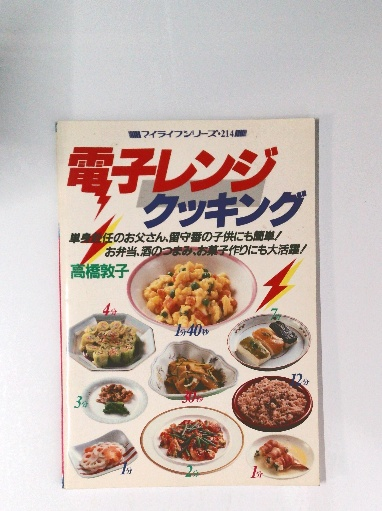 マイライフシリーズ・214
電子レンジ
クッキング
単身赴任のお父さん、留守番の子供にも簡単!
お弁当、酒のつまみ、お菓子作りにも大活躍!
高橋敦子
4分
1分40秒
7分
3分
30秒
12分
1分
2分
1分